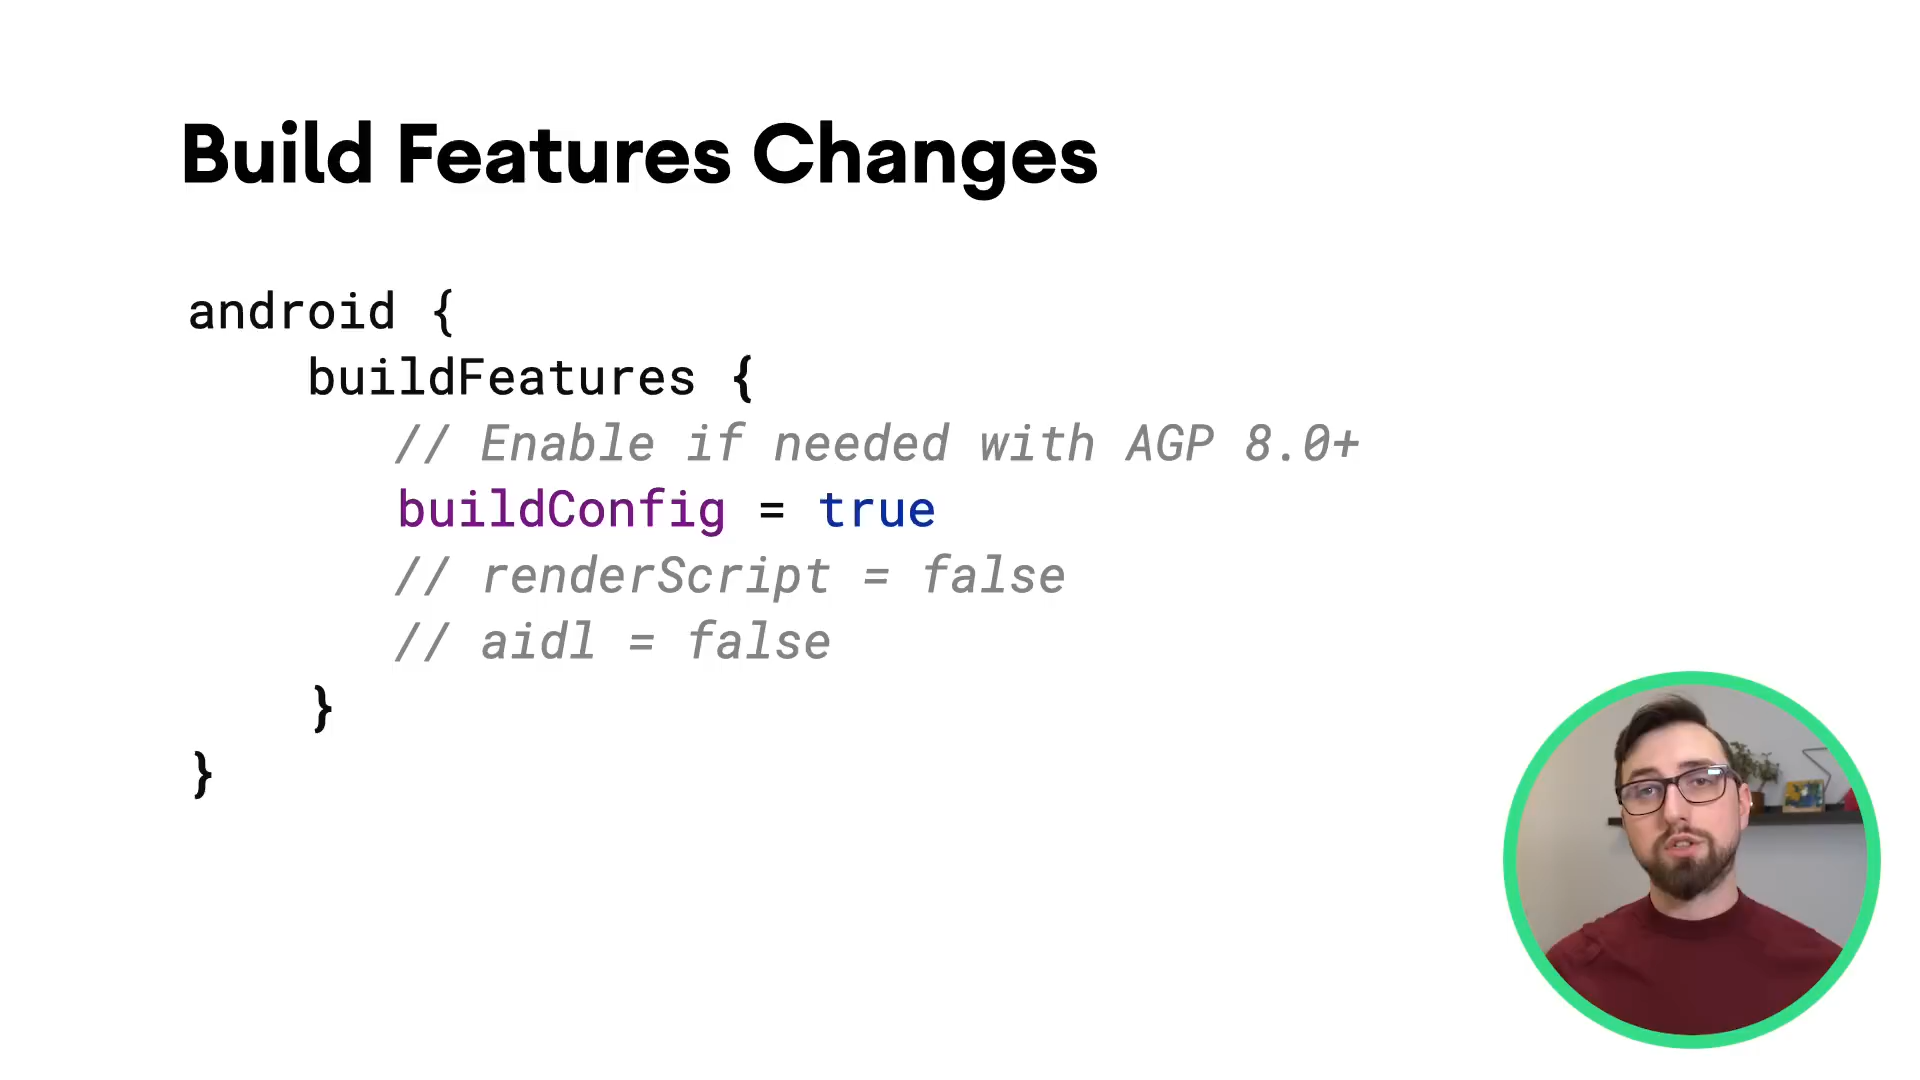 Build Features Changes
android {
buildFeatures {
// Enable if needed with AGP 8.0+
buildConfig = true
// renderScript = false
// aidl = false
}
}